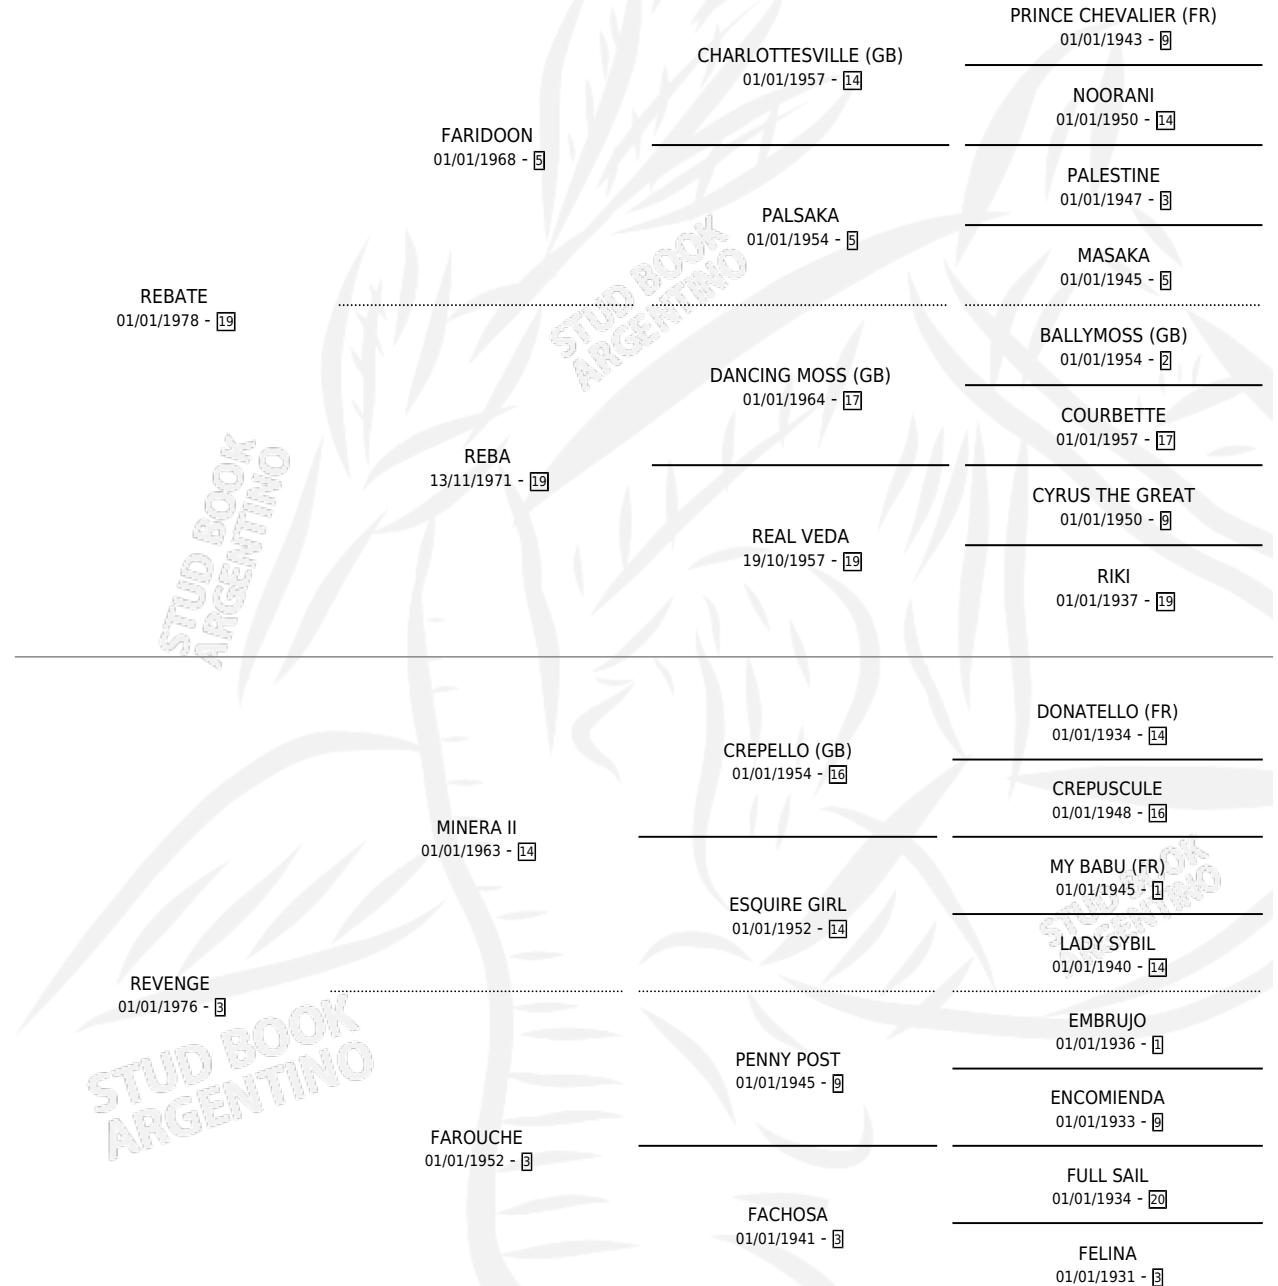 PRINCE CHEVALIER (FR)
01/01/1943 - 9
CHARLOTTESVILLE (GB)
01/01/1957 - 14
NOORANI
01/01/1950 - 14
FARIDOON
01/01/1968 - 5
PALESTINE
01/01/1947 - 3
PALSAKA
01/01/1954 - 5
MASAKA
01/01/1945 - 5
REBATE
01/01/1978 - 19
BALLYMOSS (GB)
01/01/1954 - 2
DANCING MOSS (GB)
01/01/1964 - 17
COURBETTE
01/01/1957 - 17
REBA
13/11/1971 - 19
CYRUS THE GREAT
01/01/1950 - 9
REAL VEDA
19/10/1957 - 19
RIKI
01/01/1937 - 19
STUD BOOK
ARGENTINO
STUD BOOK
ARGENTINO
DONATELLO (FR)
01/01/1934 - 14
CREPELLO (GB)
01/01/1954 - 16
CREPUSCULE
01/01/1948 - 16
MINERA II
01/01/1963 - 14
MY BABU (FR)
01/01/1945 - 1
ESQUIRE GIRL
01/01/1952 - 14
LADY SYBIL
01/01/1940 - 14
REVENGE
01/01/1976 - 3
EMBRUJO
01/01/1936 - 1
PENNY POST
01/01/1945 - 9
ENCOMIENDA
01/01/1933 - 9
FAROUCHE
01/01/1952 - 3
FULL SAIL
01/01/1934 - 20
FACHOSA
01/01/1941 - 3
FELINA
01/01/1931 - 3
STUD BOOK
ARGENTINO
STUD BOOK
ARGENTINO